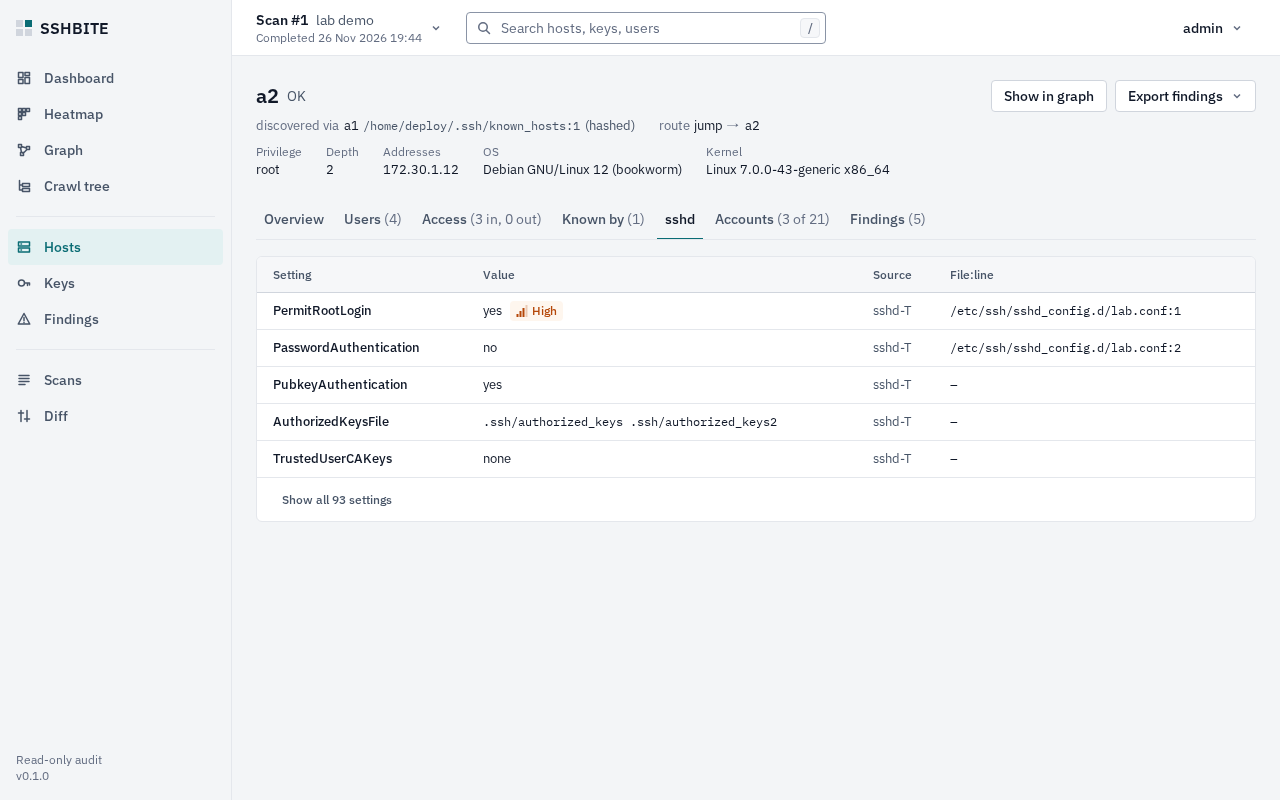 SSHBITE
Dashboard
Heatmap
Graph
Crawl tree
Hosts
Keys
Findings
Scans
Diff
Read-only audit
v0.1.0
Scan #1 lab demo
Completed 26 Nov 2026 19:44
Search hosts, keys, users /
admin
a2 OK
Show in graph
Export findings
discovered via a1 /home/deploy/.ssh/known_hosts:1 (hashed) route jump → a2
Privilege Depth Addresses OS Kernel
root 2 172.30.1.12 Debian GNU/Linux 12 (bookworm) Linux 7.0.0-43-generic x86_64
Overview Users (4) Access (3 in, 0 out) Known by (1) sshd Accounts (3 of 21) Findings (5)
Setting Value Source File:line
PermitRootLogin yes High sshd-T /etc/ssh/sshd_config.d/lab.conf:1
PasswordAuthentication no sshd-T /etc/ssh/sshd_config.d/lab.conf:2
PubkeyAuthentication yes sshd-T –
AuthorizedKeysFile .ssh/authorized_keys .ssh/authorized_keys2 sshd-T –
TrustedUserCAKeys none sshd-T –
Show all 93 settings